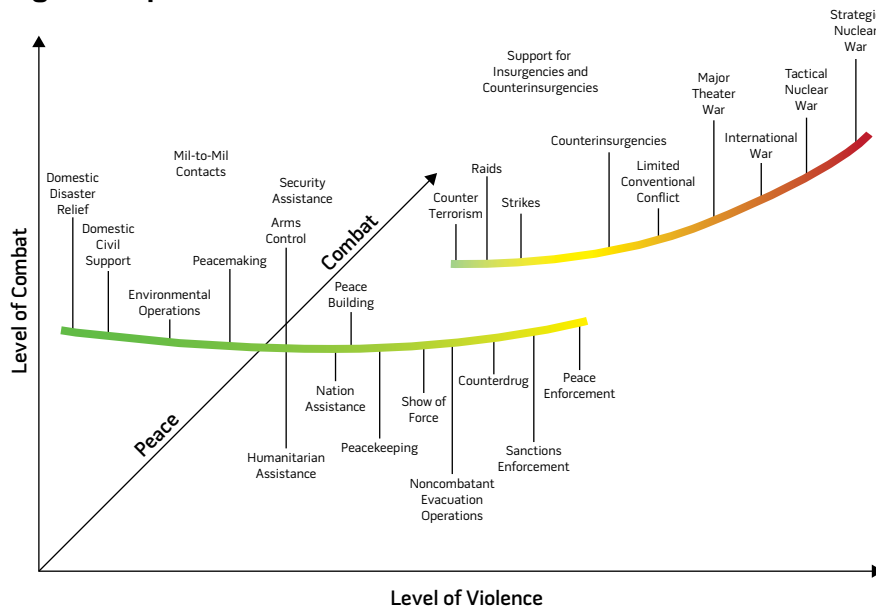 Strategic
Nuclear
War
Support for
Insurgencies and
Counterinsurgencies
Major
Theater
War
Tactical
Nuclear
War
Counterinsurgencies
International
War
Mil-to-Mil
Contacts
Limited
Conventional
Conflict
Raids
Domestic
Disaster
Relief
Security
Assistance
Counter
Terrorism
Strikes
Arms
Control
Domestic
Civil
Support
Combat
Peacemaking
Peace
Building
Environmental
Operations
Level of Combat
Counterdrug
Peace
Enforcement
Nation
Assistance
Show of
Force
Peace
Peacekeeping
Humanitarian
Assistance
Sanctions
Enforcement
Noncombatant
Evacuation
Operations
Level of Violence